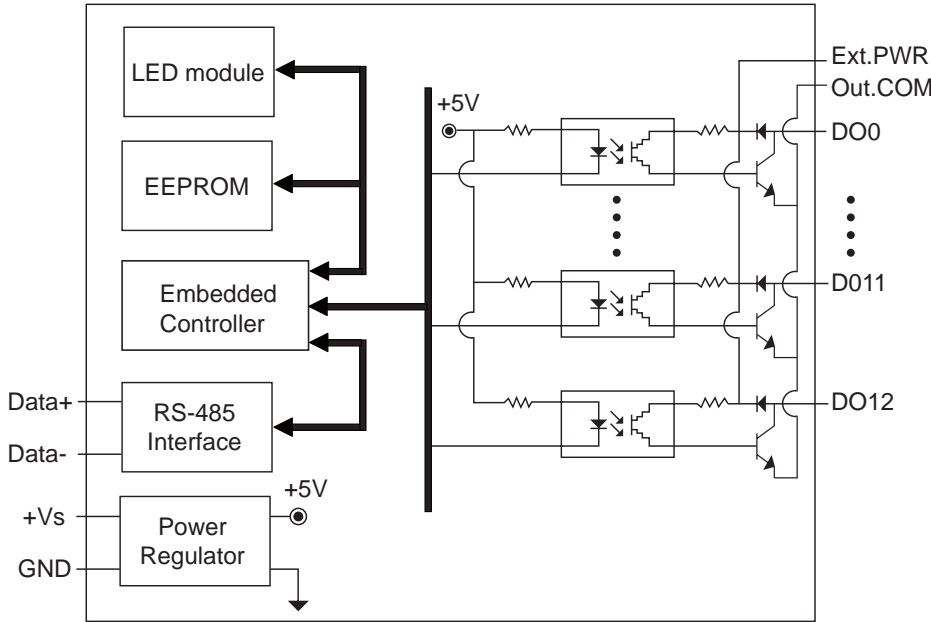 LED module
EEPROM
Embedded
Controller
RS-485
Interface
Power
Regulator
Data+
Data-
+Vs
GND
+5V
+5V
Ext.PWR
Out.COM
DO0
D011
DO12